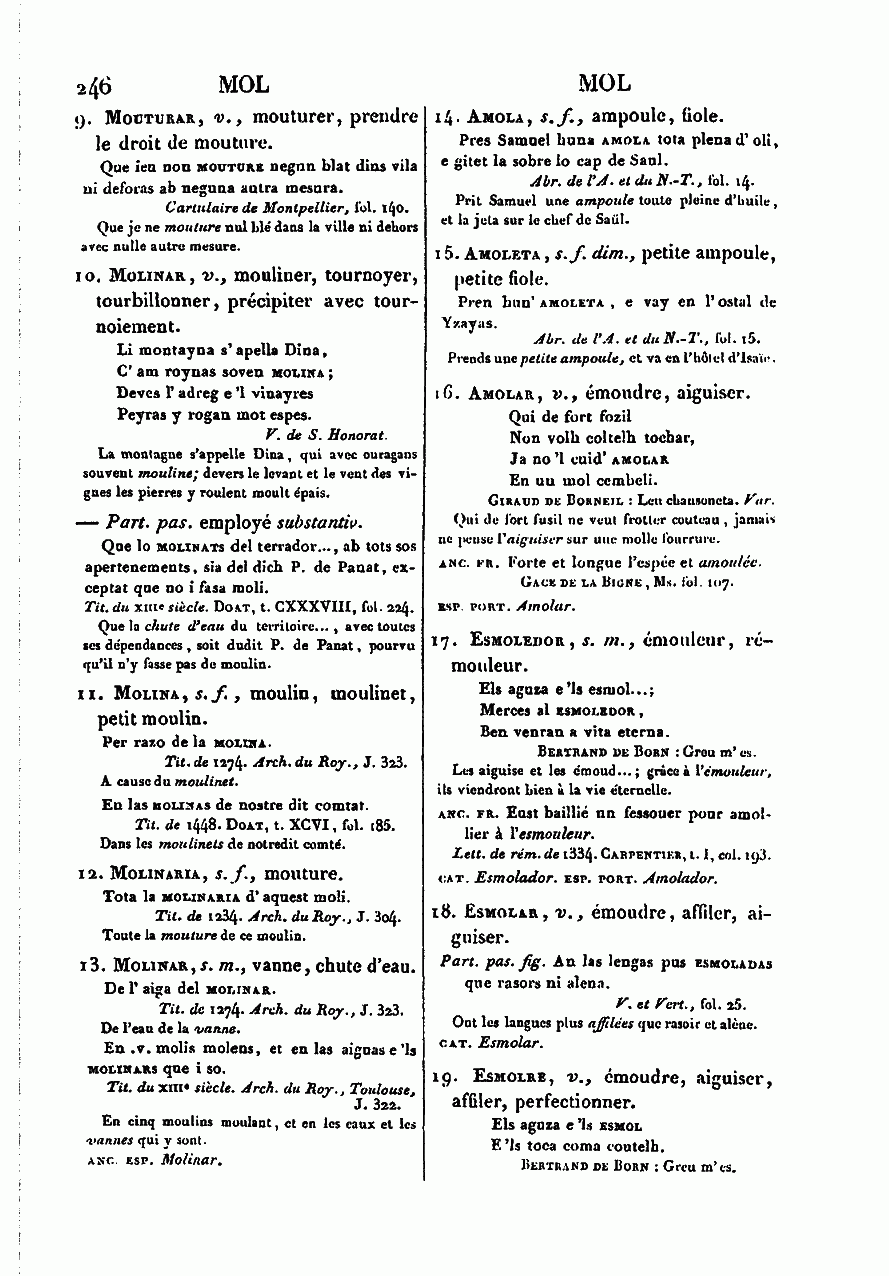 246 MOL MOL
9. MOUTURAR, v., mouturer, prendre
le droit de mouture.
Que ieu non MOUTURE negun blat dins vila
ni deforas ab neguna autra mesura.
Cartulaire de Montpellier, fol. 140.
Que je ne mouture nul blé dans la ville ni dehors
avec nulle autre mesure.
10. MOLINAR, v., mouliner, tournoyer,
tourbillonner, précipiter avec tour-
noiement.
Li montayna s'apella Dina,
C'am roynas soven MOLINA;
Deves l'adreg e'l vinayres
Peyras y rogan mot espes.
V. de S. Honorat.
La montagne s'appelle Dina, qui avec ouragans
souvent mouline; devers le levant et le vent des vi-
gnes les pierres y roulent moult épais.
— Part. pas. employé substantiv.
Que lo MOLINATS del terrador..., ab tots sos
apertenements, sia del dich P. de Panat, ex-
ceptat que no i fasa moli.
Tit. du XIIIe siècle. DOAT, t. CXXXVIII, fol. 224.
Que la chute d'eau du territoire..., avec toutes
ses dépendances, soit dudit P. de Panat, pourvu
qu'il n'y fasse pas de moulin.
11. MOLINA, s. f., moulin, moulinet,
petit moulin.
Per razo de la MOLINA.
Tit. de 1274. Arch. du Roy., J. 323.
A cause du moulinet.
En las MOLINAS de nostre dit comtat.
Tit. de 1448. DOAT, t. XCVI, fol. 185.
Dans les moulinets de notredit comté.
12. MOLINARIA, s. f., mouture.
Tota la MOLINARIA d'aquest moli.
Tit. de 1234. Arch. du Roy., J. 304.
Toute la mouture de ce moulin.
13. MOLINAR, s. m., vanne, chute d'eau.
De l'aiga del MOLINAR.
Tit. de 1274. Arch. du Roy., J. 323.
De l'eau de la vanne.
En .v. molis molens, et en las aiguas e'ls
MOLINARS que i so.
Tit. du XIIIe siècle. Arch. du Roy., Toulouse,
J. 322.
En cinq moulins moulant, et en les eaux et les
vannes qui y sont.
ANC. ESP. Molinar.
14. AMOLA, s. f., ampoule, fiole.
Pres Samuel huna AMOLA tota plena d'oli,
e gitet la sobre lo cap de Saul.
Abr. de l'A. et du N.-T., fol. 14.
Prit Samuel une ampoule toute pleine d'huile,
et la jeta sur le chef de Saül.
15. AMOLETA, s. f. dim., petite ampoule,
petite fiole.
Pren hun' AMOLETA, e vay en l'ostal de
Yzayas.
Abr. de l'A. et du N.-T., fol. 15.
Prends une petite ampoule, et va en l'hôtel d'Isaïe.
16. AMOLAR, v., émoudre, aiguiser.
Qui de fort fozil
Non volh coltelh tochar,
Ja no'l cuid' AMOLAR
En un mol cembeli.
GIRAUD DE BORNEIL : Leu chansoneta. Var.
Qui de fort fusil ne veut frotter couteau, jamais
ne pense l'aiguiser sur une molle fourrure.
ANC. FR. Forte et longue l'espée et amoulée.
GACE DE LA BIGNE, Ms. fol. 107.
ESP. PORT. Amolar.
17. ESMOLEDOR, s. m., émouleur, ré-
mouleur.
Els aguza e'ls esmol...;
Merces al ESMOLEDOR,
Ben venran a vita eterna.
BERTRAND DE BORN : Greu m'es.
Les aiguise et les émoud...; grâce à l'émouleur,
ils viendront bien à la vie éternelle.
ANC. FR. Eust baillié un fessouer pour amol-
lier à l'esmouleur.
Lett. de rém. de 1334. CARPENTIER, t. I, col. 193.
CAT. Esmolador. ESP. PORT. Amolador.
18. ESMOLAR, v., émoudre, affiler, ai-
guiser.
Part. pas. fig. An las lengas pus ESMOLADAS
que rasors ni alena.
V. et Vert., fol. 25.
Ont les langues plus affilées que rasoir et alène.
CAT. Esmolar.
19. ESMOLRE, v., émoudre, aiguiser,
affiler, perfectionner.
Els aguza e'ls ESMOL
E'ls toca coma coutelh.
BERTRAND DE BORN : Greu m'es.